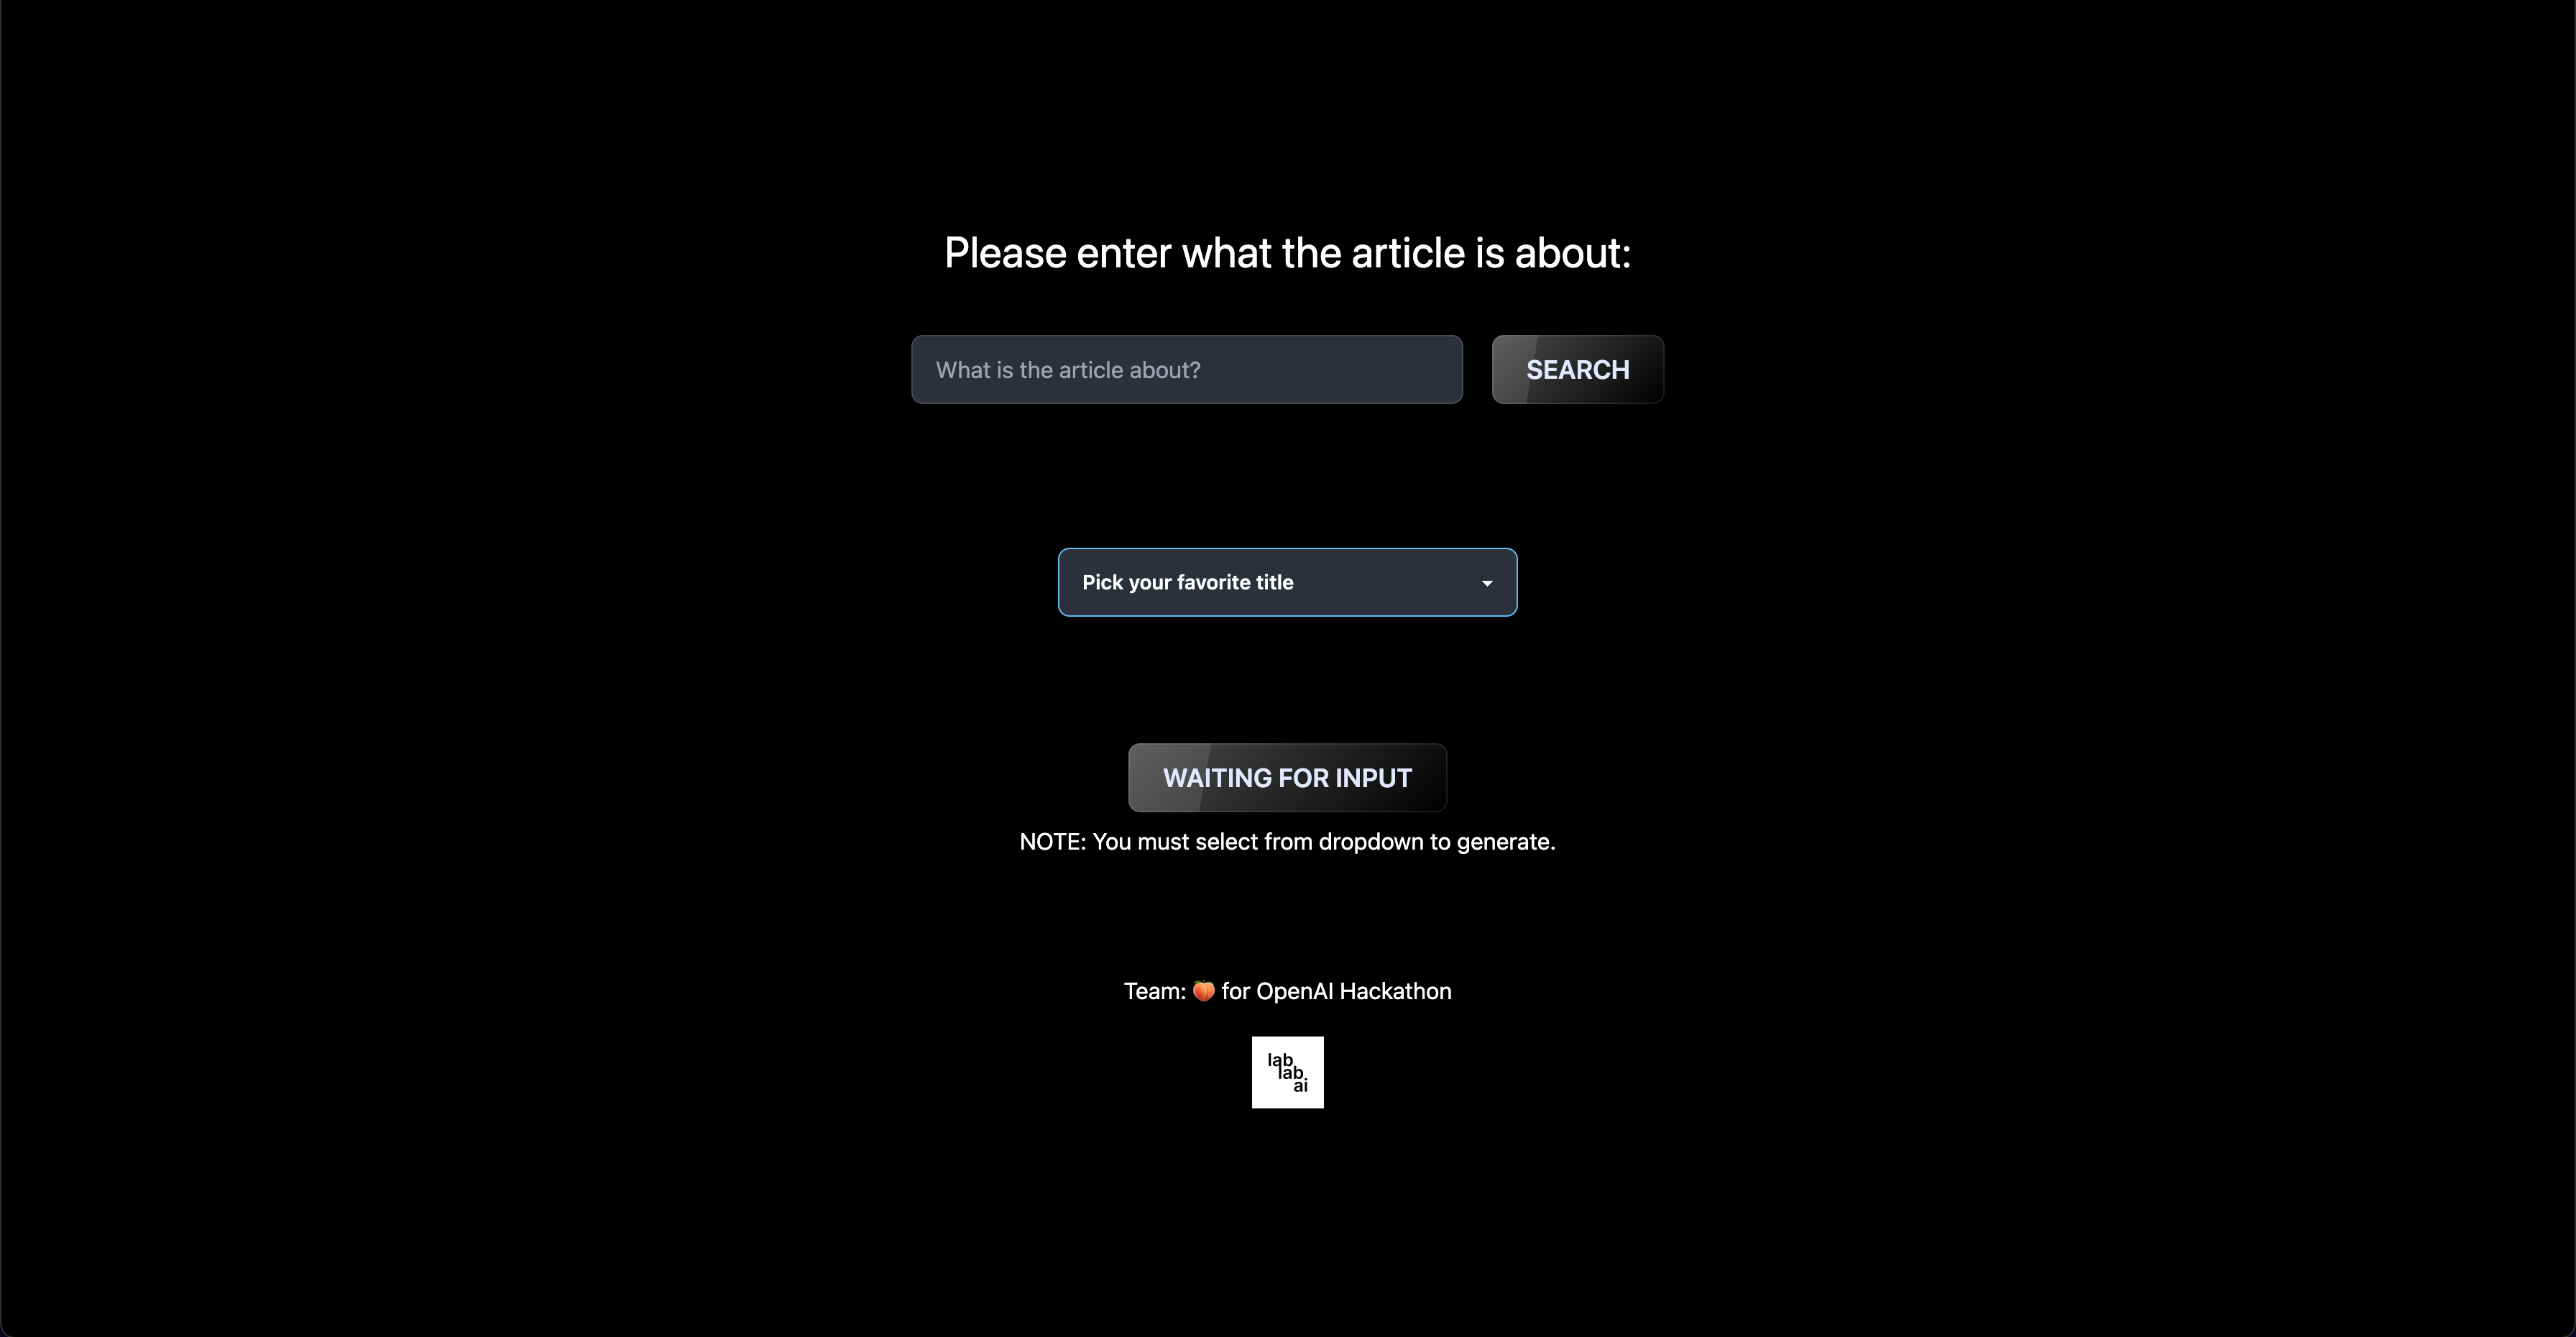 Please enter what the article is about:
What is the article about?
SEARCH
Pick your favorite title
WAITING FOR INPUT
NOTE: You must select from dropdown to generate.
Team: 🍑 for OpenAI Hackathon
lab
lab
ai